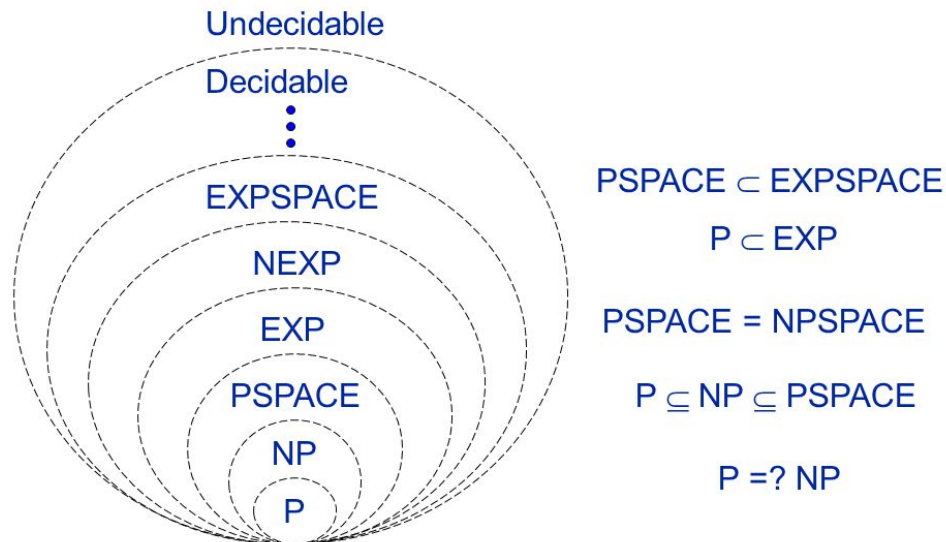 Undecidable
Decidable
EXPSPACE
NEXP
EXP
PSPACE
NP
P
PSPACE ⊂ EXPSPACE
P ⊂ EXP
PSPACE = NPSPACE
P ⊆ NP ⊆ PSPACE
P =? NP